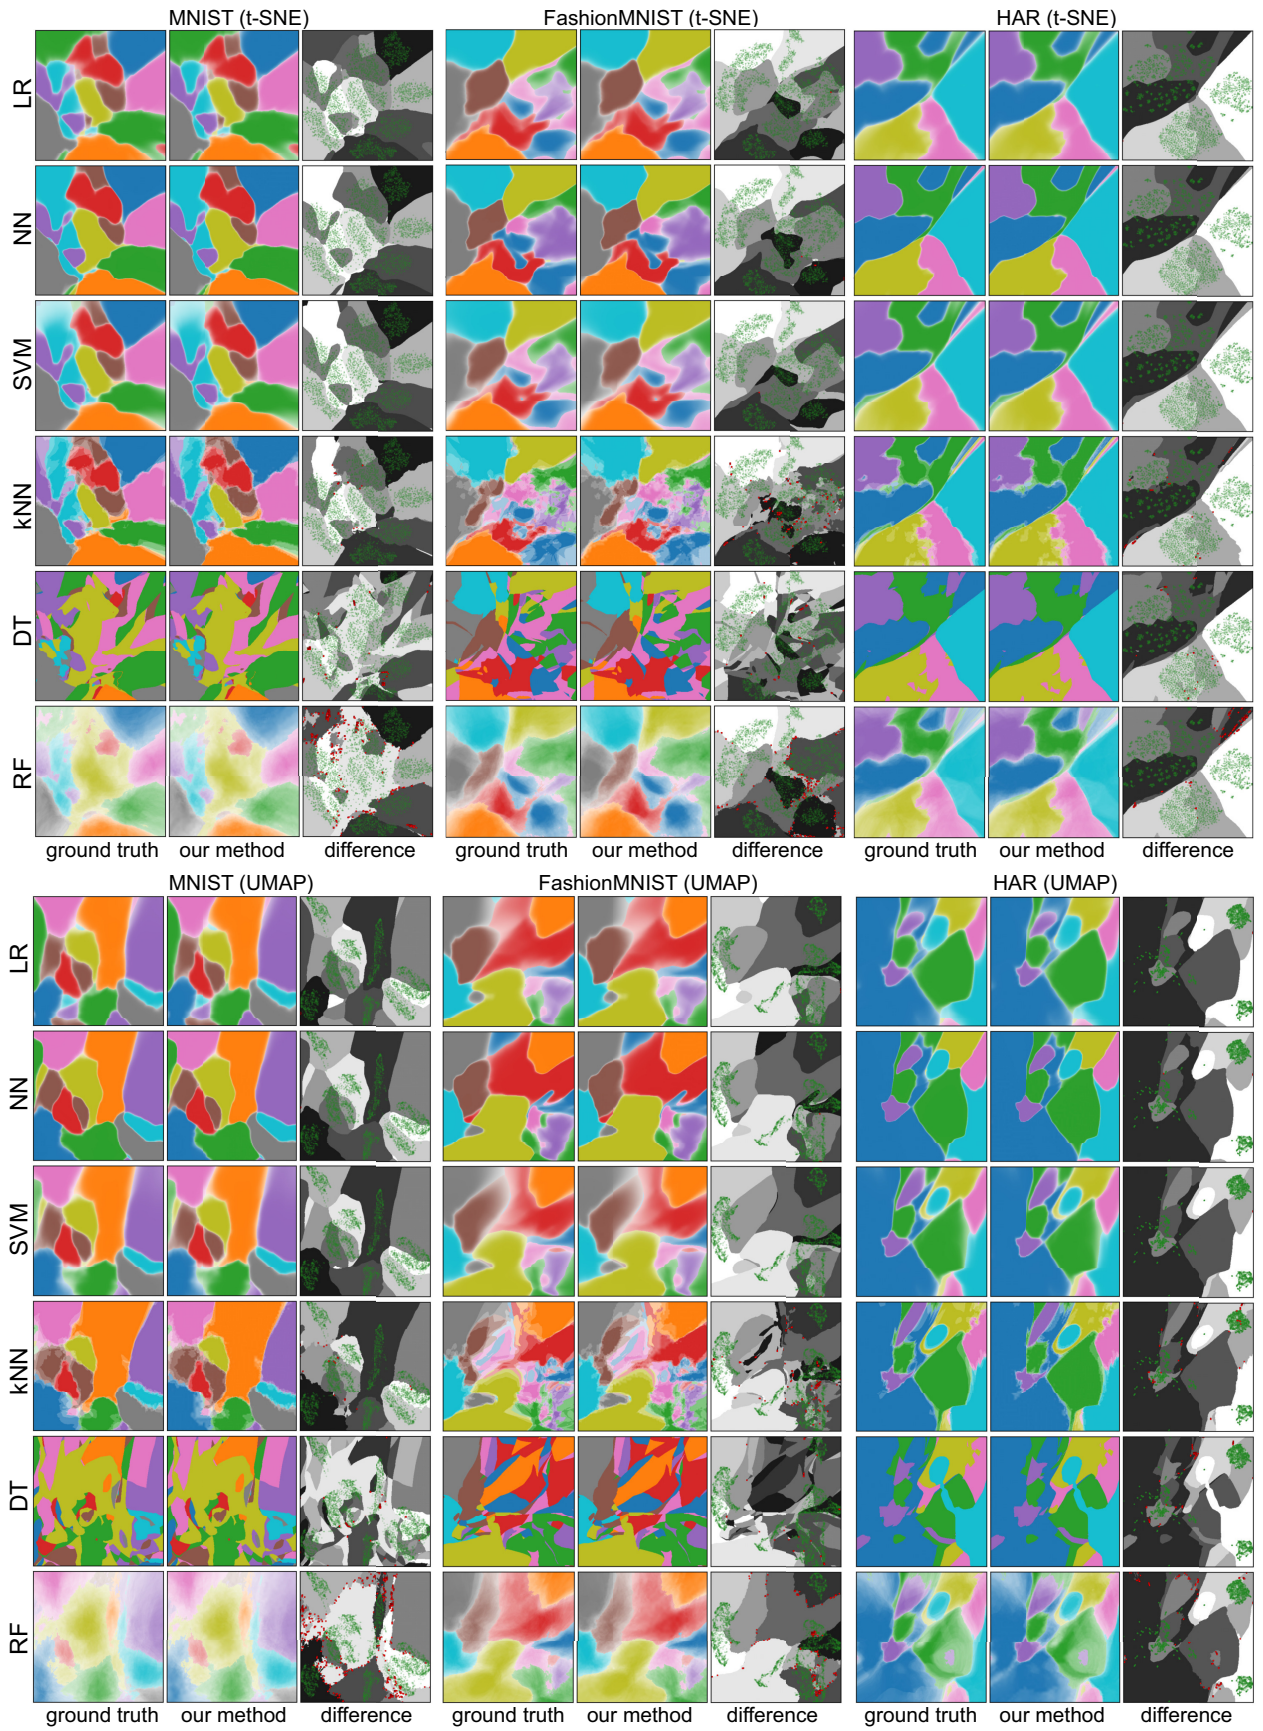 MNIST (t-SNE) FashionMNIST (t-SNE) HAR (t-SNE)
LR
NN
SVM
kNN
DT
RF
ground truth our method difference ground truth our method difference ground truth our method difference
MNIST (UMAP) FashionMNIST (UMAP) HAR (UMAP)
LR
NN
SVM
kNN
DT
RF
ground truth our method difference ground truth our method difference ground truth our method difference